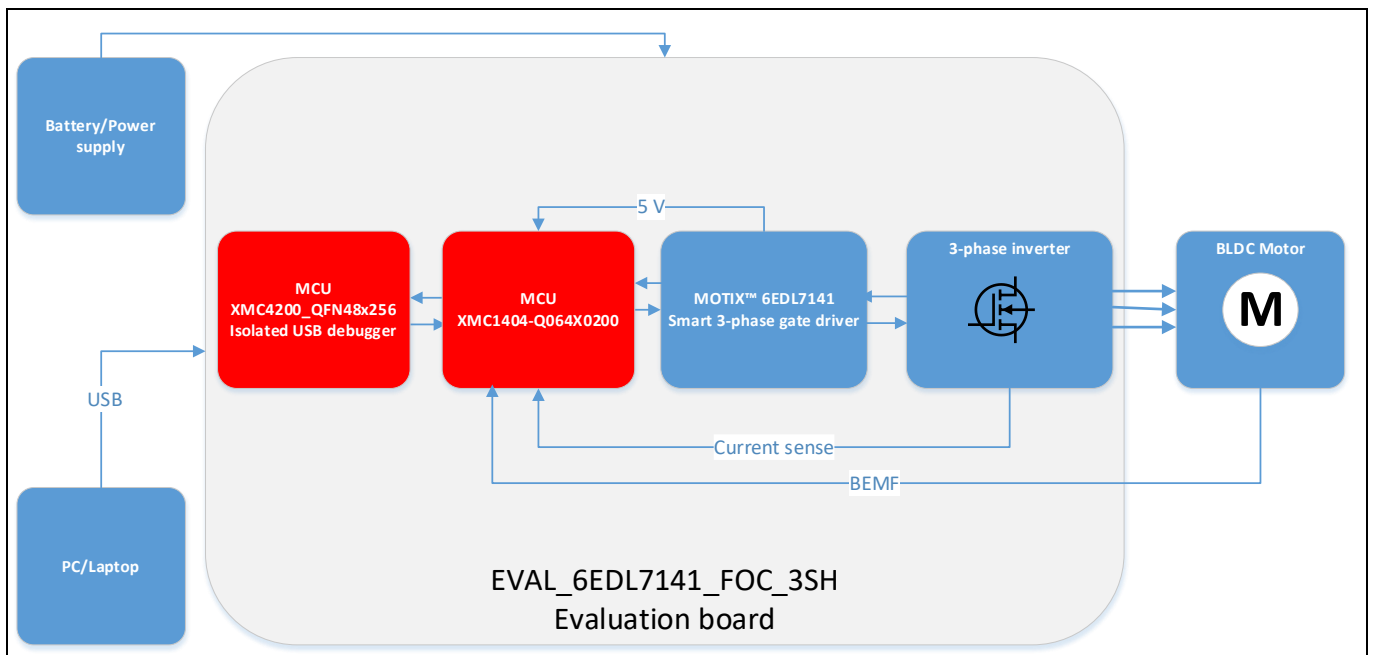 Battery/Power
supply
5 V
MCU
XMC4200_QFN48x256
Isolated USB debugger
MCU
XMC1404-Q064X0200
MOTIX™ 6EDL7141
Smart 3-phase gate driver
3-phase inverter
BLDC Motor
M
USB
Current sense
BEMF
PC/Laptop
EVAL_6EDL7141_FOC_3SH
Evaluation board